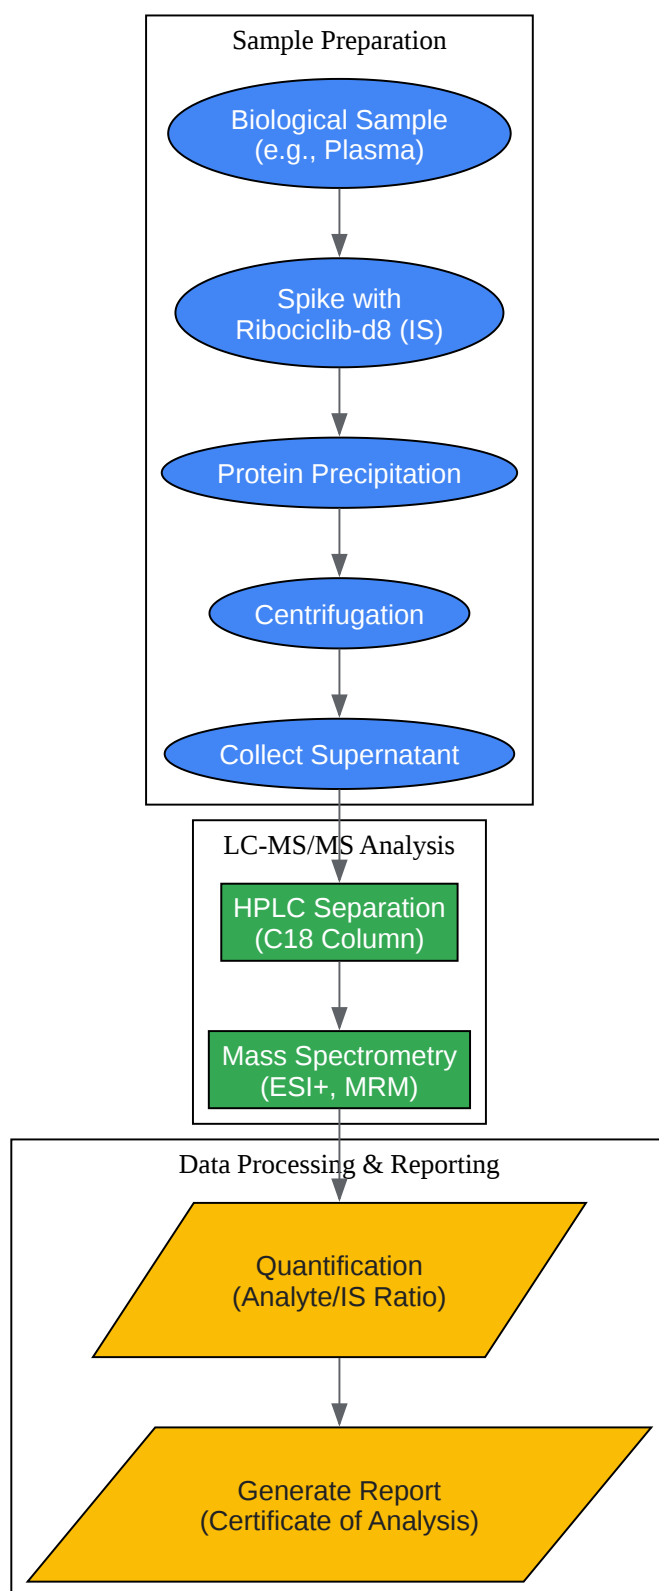 Sample Preparation
Biological Sample
(e.g., Plasma)
Spike with
Ribociclib-d8 (IS)
Protein Precipitation
Centrifugation
Collect Supernatant
LC-MS/MS Analysis
HPLC Separation
(C18 Column)
Mass Spectrometry
(ESI+, MRM)
Data Processing & Reporting
Quantification
(Analyte/IS Ratio)
Generate Report
(Certificate of Analysis)